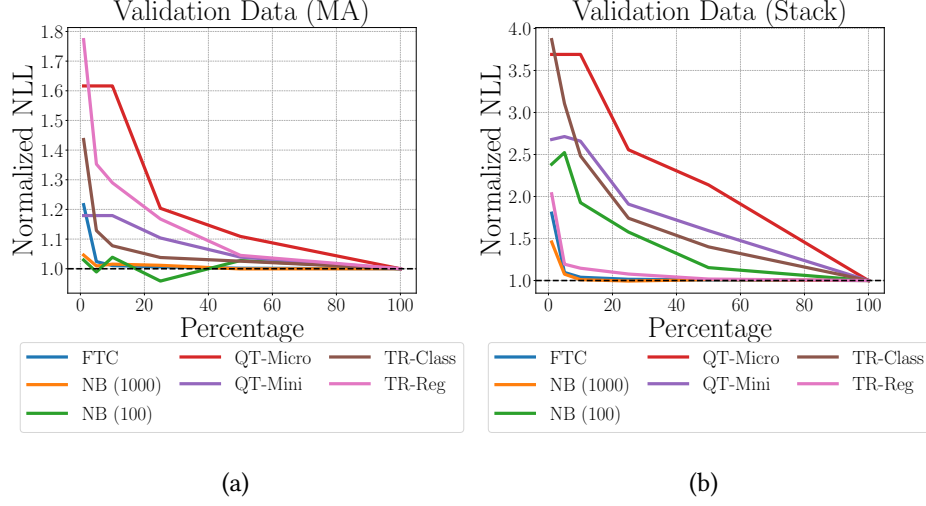 Validation Data (MA)
1.8
1.7
1.6
1.5
1.4
1.3
1.2
1.1
1.0
Normalized NLL
0 20 40 60 80 100
Percentage
FTC QT-Micro TR-Class
NB (1000) QT-Mini TR-Reg
NB (100)
(a)
Validation Data (Stack)
4.0
3.5
3.0
2.5
2.0
1.5
1.0
Normalized NLL
0 20 40 60 80 100
Percentage
FTC QT-Micro TR-Class
NB (1000) QT-Mini TR-Reg
NB (100)
(b)